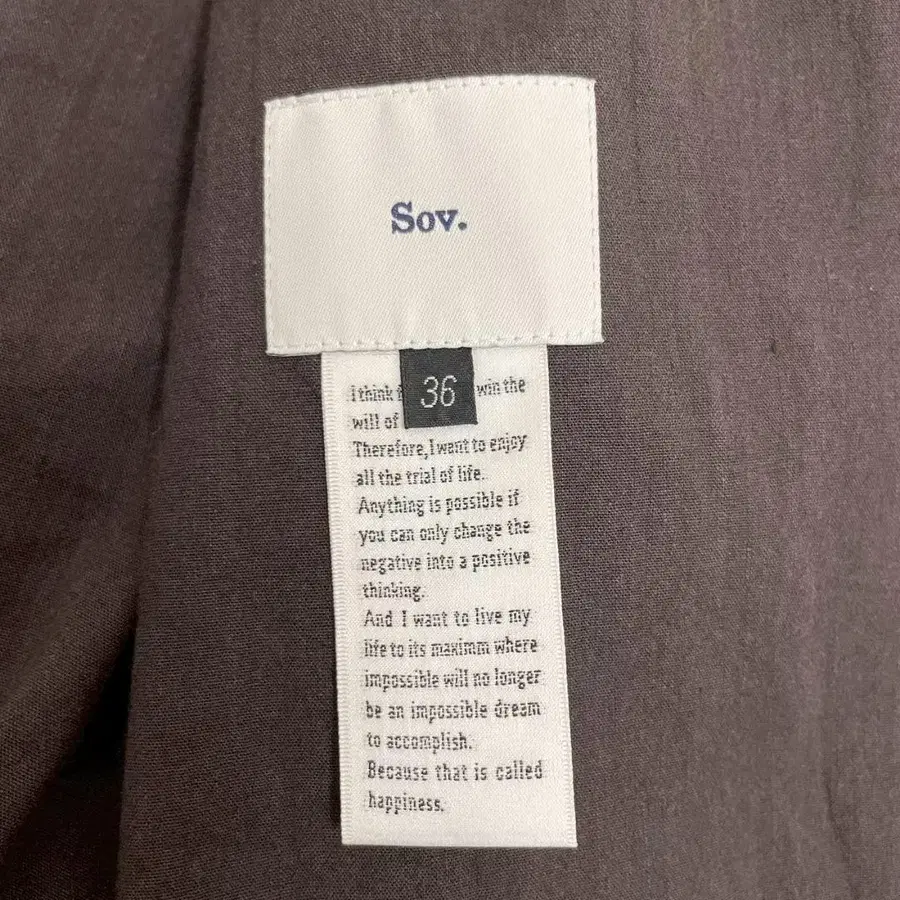 Sov.
36
I think win the
will of
Therefore,I want to enjoy
all the trial of life.
Anything is possible if
you can only change the
negative into a positive
thinking.
And I want to live my
life to its maximm where
impossible will no longer
be an impossible dream
to accomplish.
Because that is called
happiness.